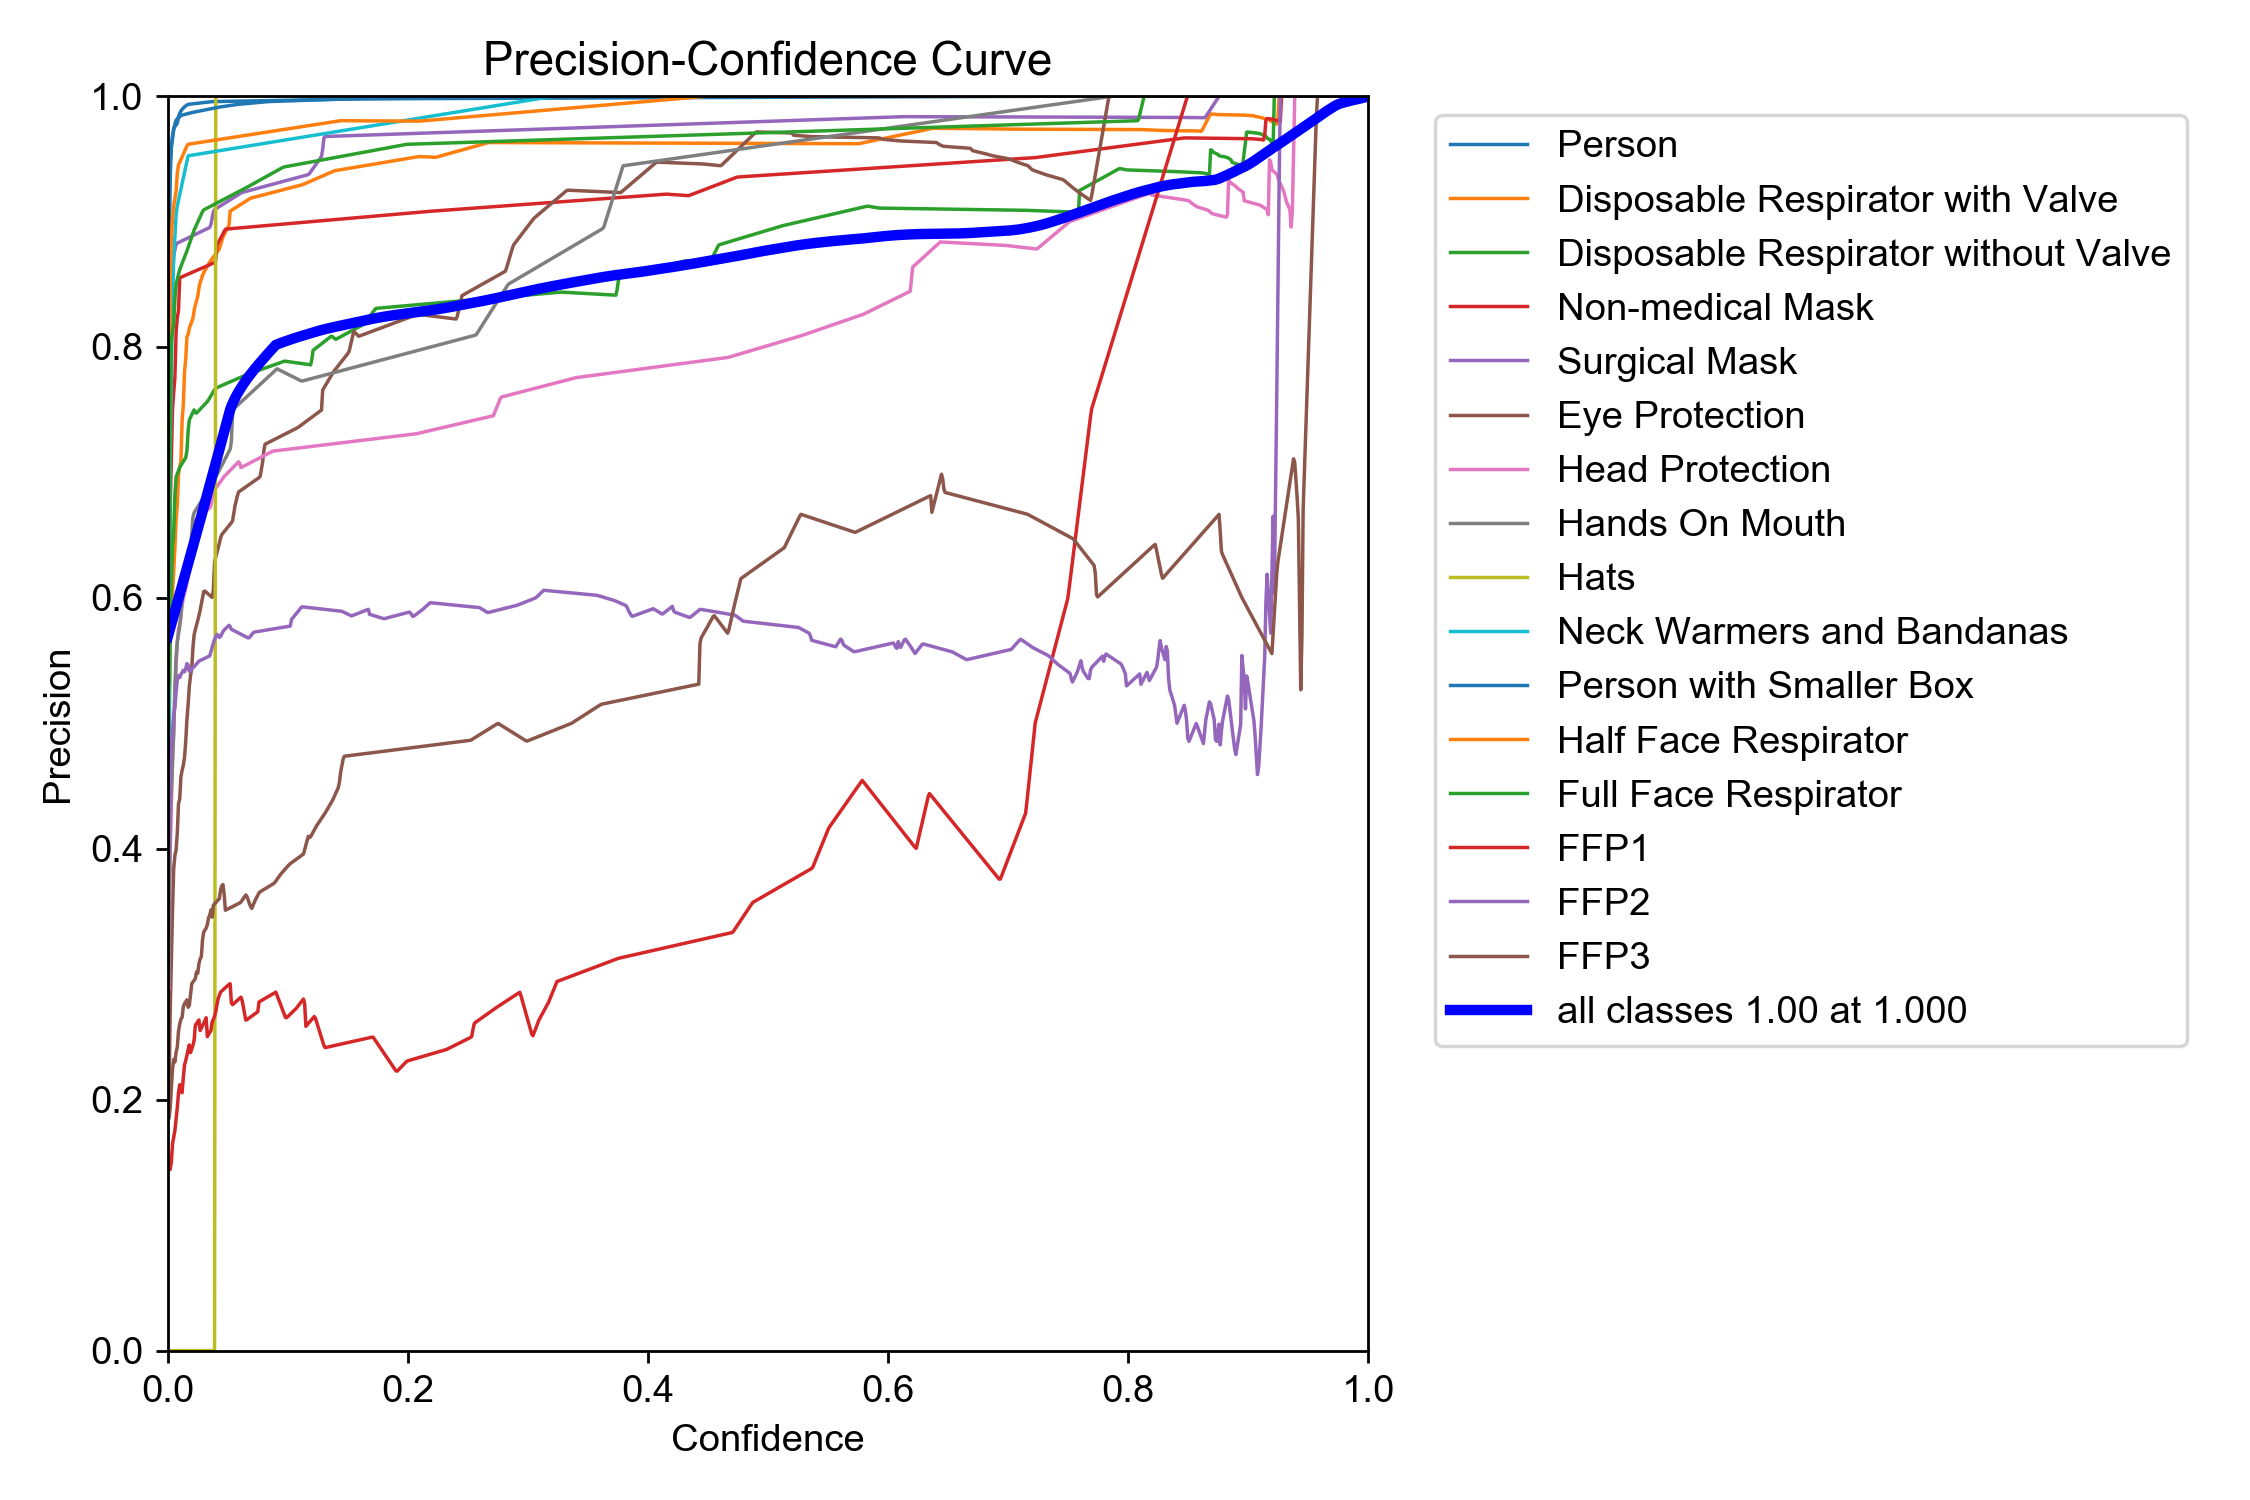 Precision-Confidence Curve
1.0
0.8
0.6
0.4
0.2
0.0
Precision
0.0 0.2 0.4 0.6 0.8 1.0
Confidence
Person
Disposable Respirator with Valve
Disposable Respirator without Valve
Non-medical Mask
Surgical Mask
Eye Protection
Head Protection
Hands On Mouth
Hats
Neck Warmers and Bandanas
Person with Smaller Box
Half Face Respirator
Full Face Respirator
FFP1
FFP2
FFP3
all classes 1.00 at 1.000